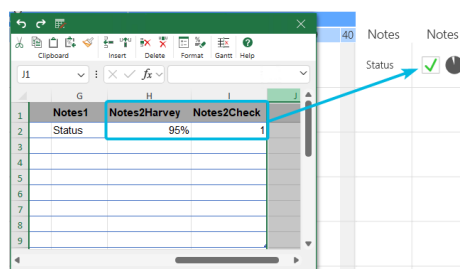 40 Notes Notes
Clipboard Insert Delete Format Gantt Help
J1 fx
Status
G H I J
1 Notes1 Notes2Harvey Notes2Check
2 Status 95% 1
3
4
5
6
7
8
9